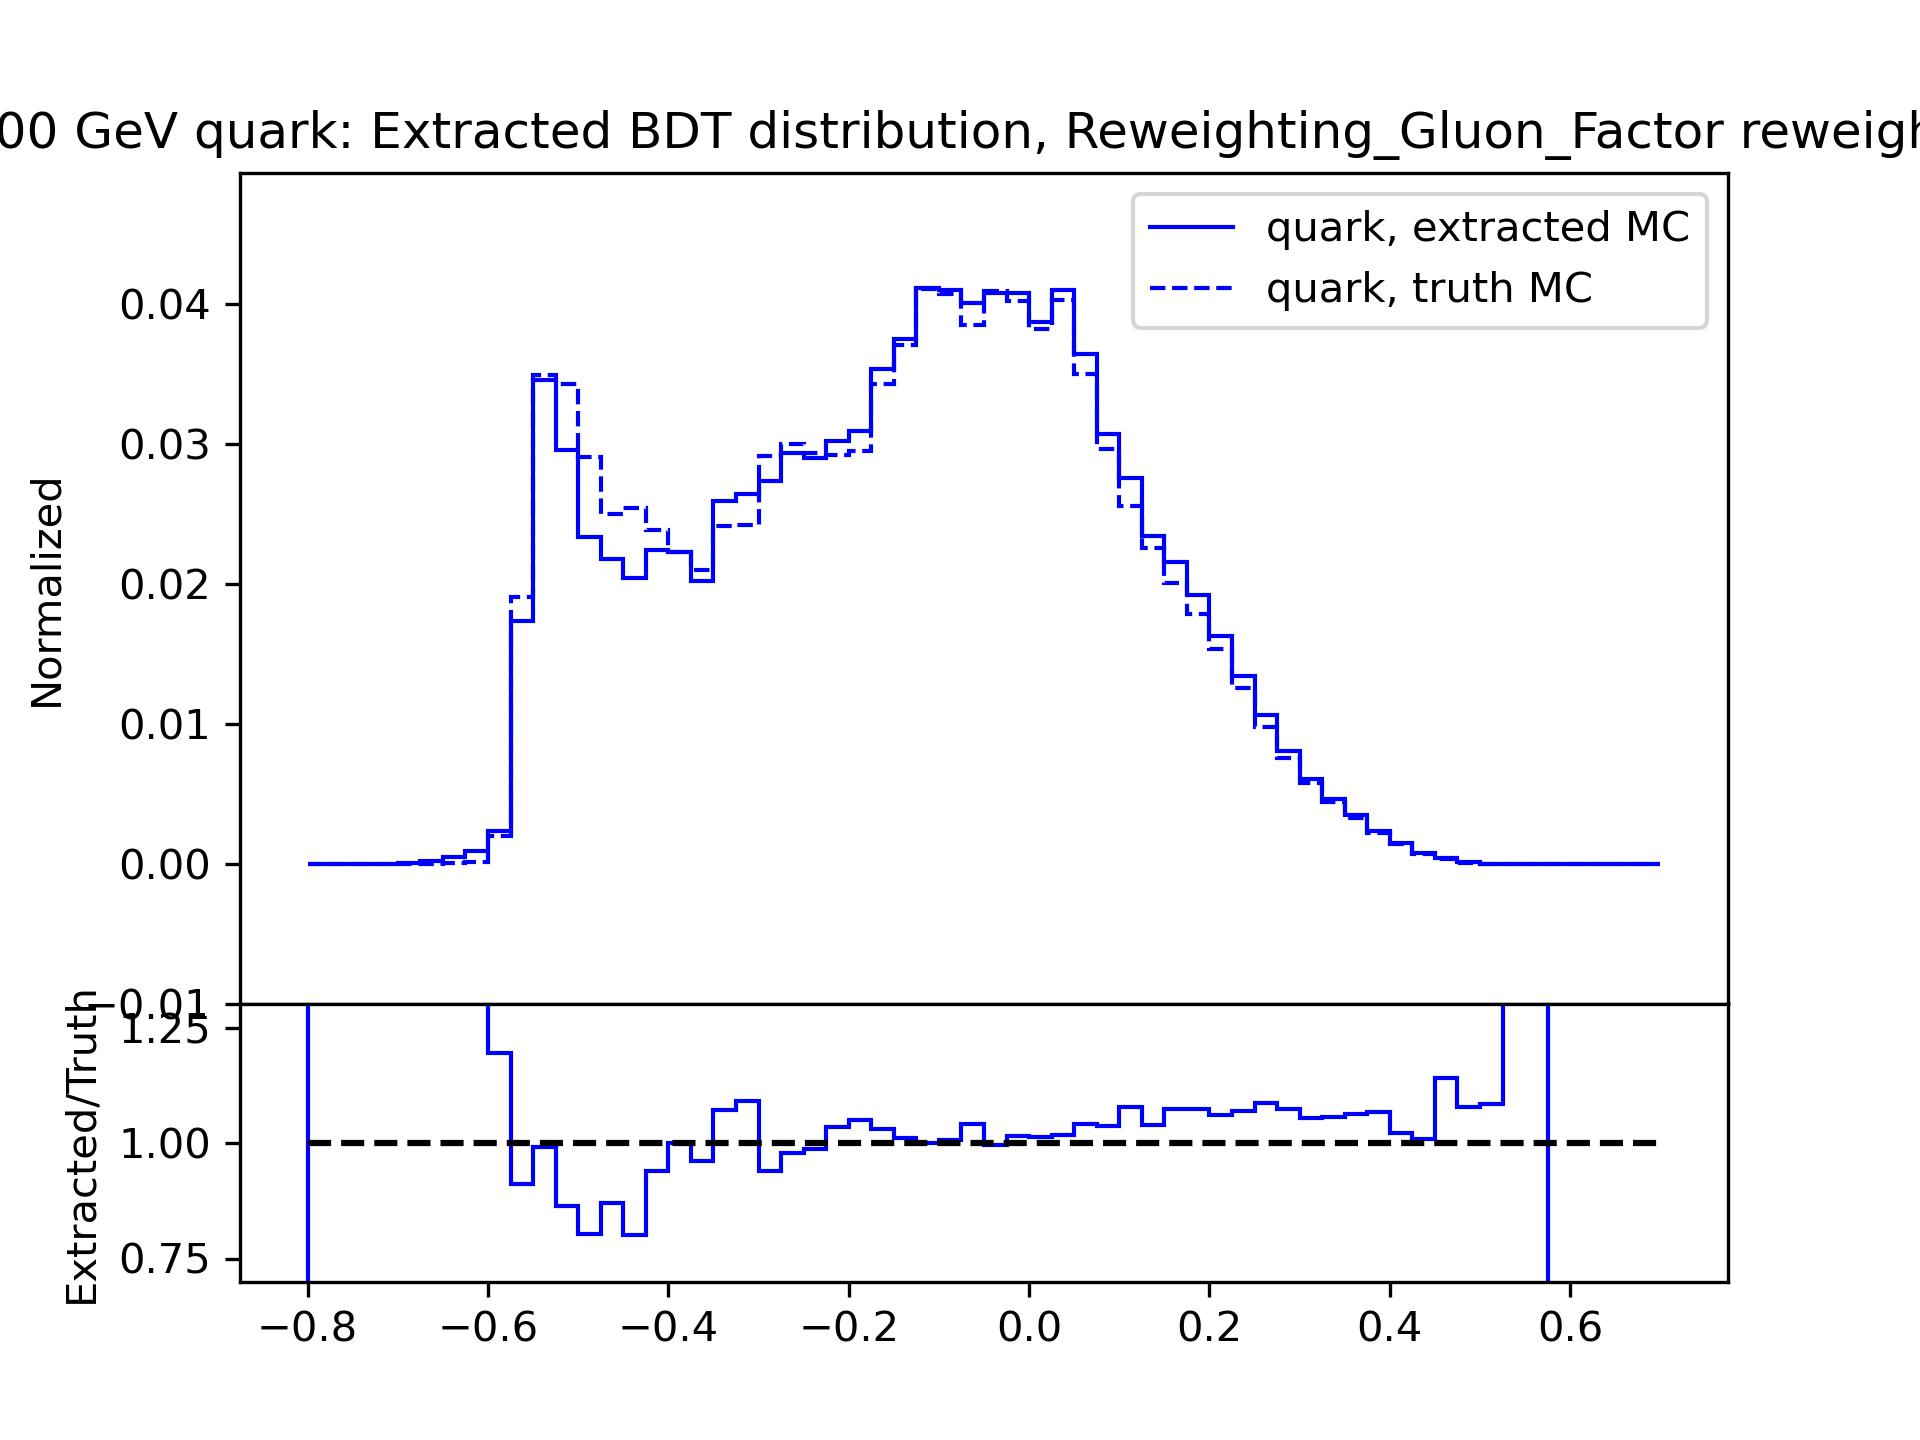 00 GeV quark: Extracted BDT distribution, Reweighting_Gluon_Factor reweigh
quark, extracted MC
quark, truth MC
Normalized
0.04
0.03
0.02
0.01
0.00
−0.01
Extracted/Truth
1.25
1.00
0.75
−0.8 −0.6 −0.4 −0.2 0.0 0.2 0.4 0.6